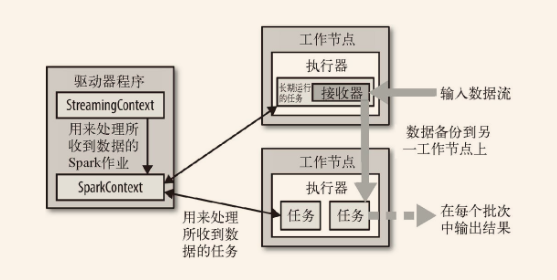 驱动器程序
StreamingContext
用来处理
所收到
数据的
Spark作业
SparkContext
工作节点
执行器
长期运行
的任务
接收器
输入数据流
数据备份到另
一工作节点上
工作节点
执行器
任务
任务
用来处理
所收到数
据的任务
在每个批次
中输出结果